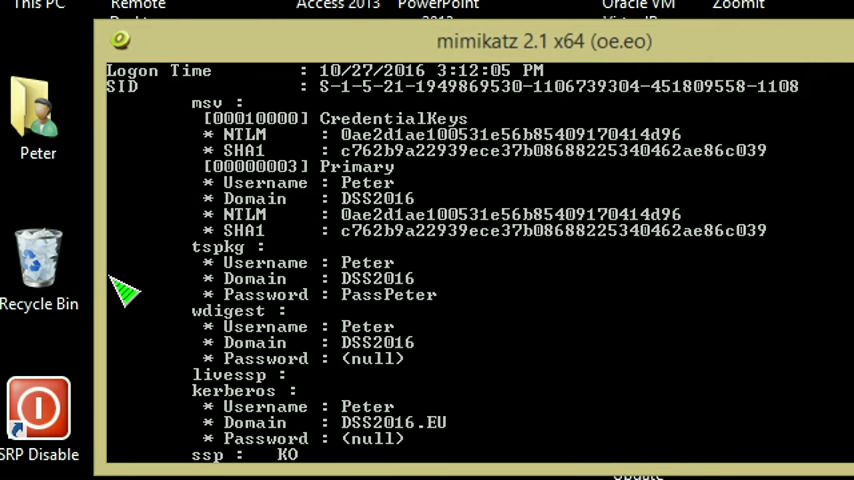 This PC
Remote
Access 2013
PowerPoint
Oracle VM
ZoomIt
mimikatz 2.1 x64 (oe.eo)
Logon Time : 10/27/2016 3:12:05 PM
SID : S-1-5-21-1949869530-1106739304-451809558-1108
msv :
[00010000] CredentialKeys
* NTLM : 0ae2d1ae100531e56b85409170414d96
* SHA1 : c762b9a22939ece37b08688225340462ae86c039
[00000003] Primary
* Username : Peter
* Domain : DSS2016
* NTLM : 0ae2d1ae100531e56b85409170414d96
* SHA1 : c762b9a22939ece37b08688225340462ae86c039
tspkg :
* Username : Peter
* Domain : DSS2016
* Password : PassPeter
wdigest :
* Username : Peter
* Domain : DSS2016
* Password : (null)
livessp :
kerberos :
* Username : Peter
* Domain : DSS2016.EU
* Password : (null)
ssp : KO
Peter
Recycle Bin
SRP Disable